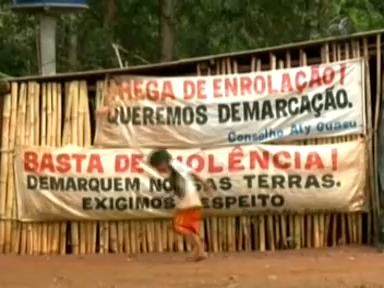 CHEGA DE ENROLAÇÃO!
QUEREMOS DEMARCAÇÃO.
Conselho Aty Guasu
BASTA DE VIOLÊNCIA!
DEMARQUEM NOSSAS TERRAS.
EXIGIMOS RESPEITO